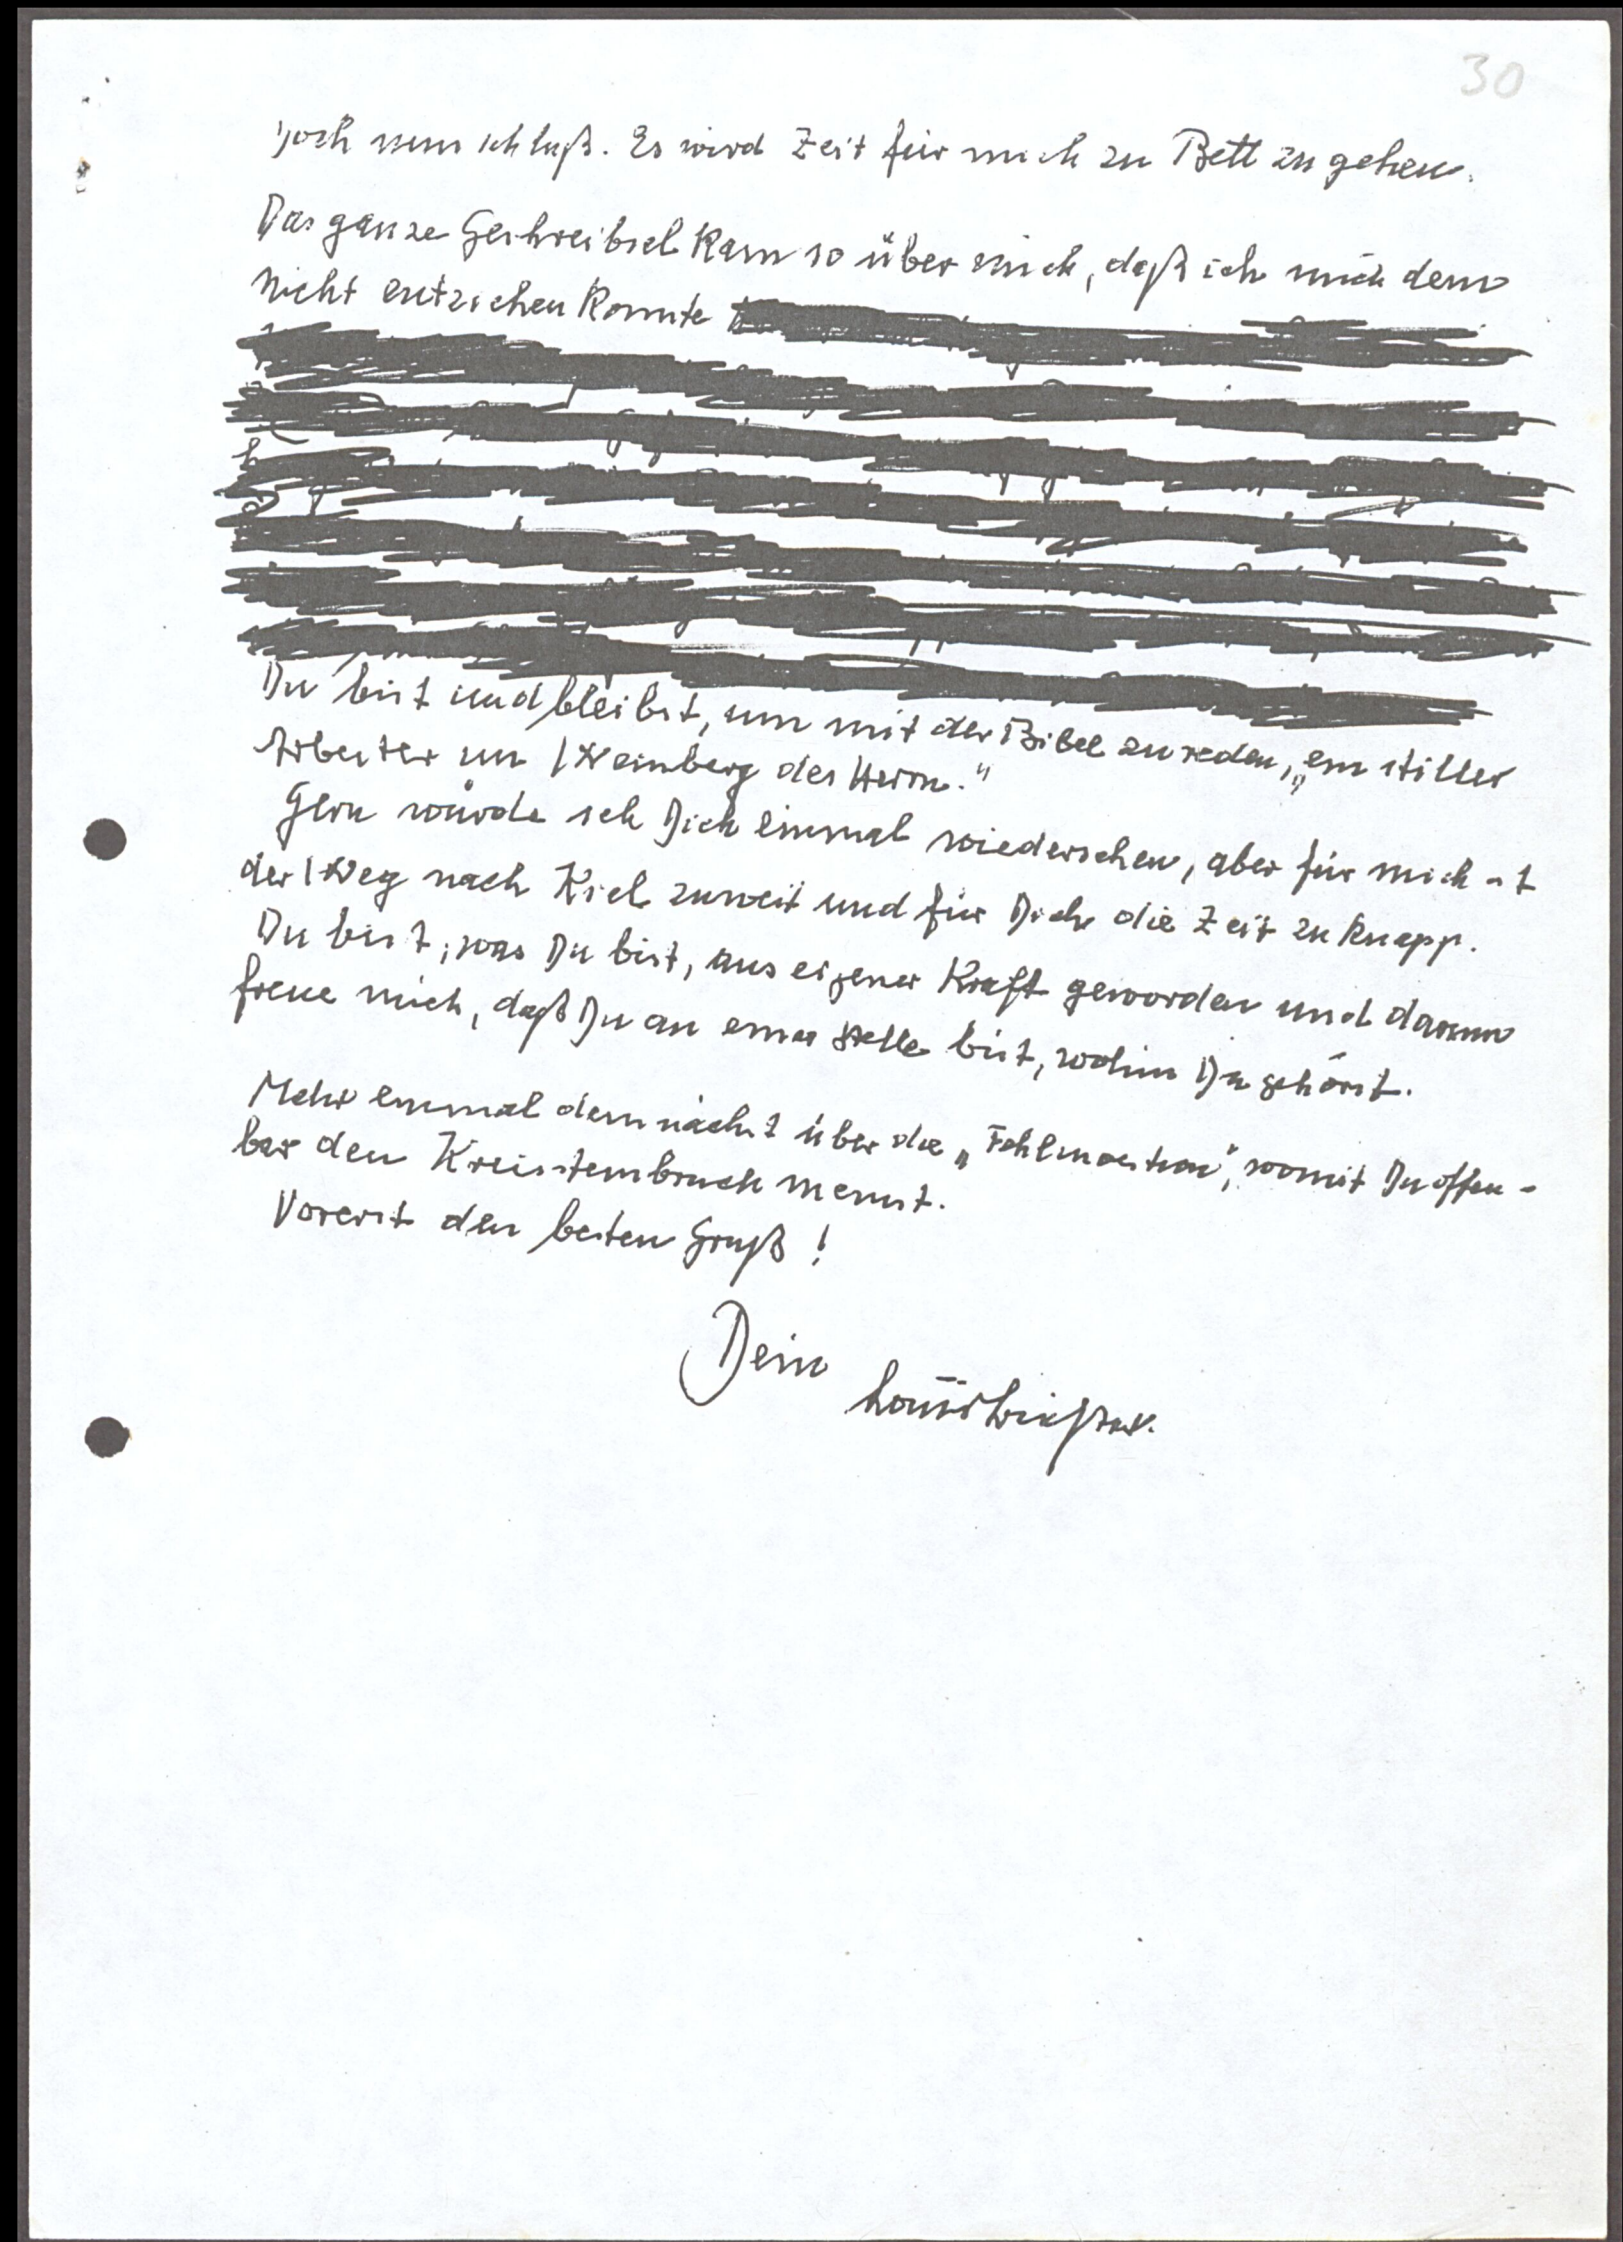 30
Doch nun Schluß. Es wird Zeit für mich zu Bett zu gehen.
Das ganze Geschreibsel kam so über mich, daß ich mich dem
nicht entziehen konnte
Du bist und bleibst, um mit der Bibel zu reden, „ein stiller
Arbeiter im Weinberg des Herrn."
Gern würde ich Dich einmal wiedersehen, aber für mich ist
der Weg nach Kiel zuweit und für Dich die Zeit zu knapp.
Du bist, was Du bist, aus eigener Kraft geworden und darum
freue mich, daß Du an einer Stelle bist, wohin Du gehörst.
Mehr einmal demnächst über die womit Du offen-
bar den meinst.
Vorerst den besten Gruß!
Dein